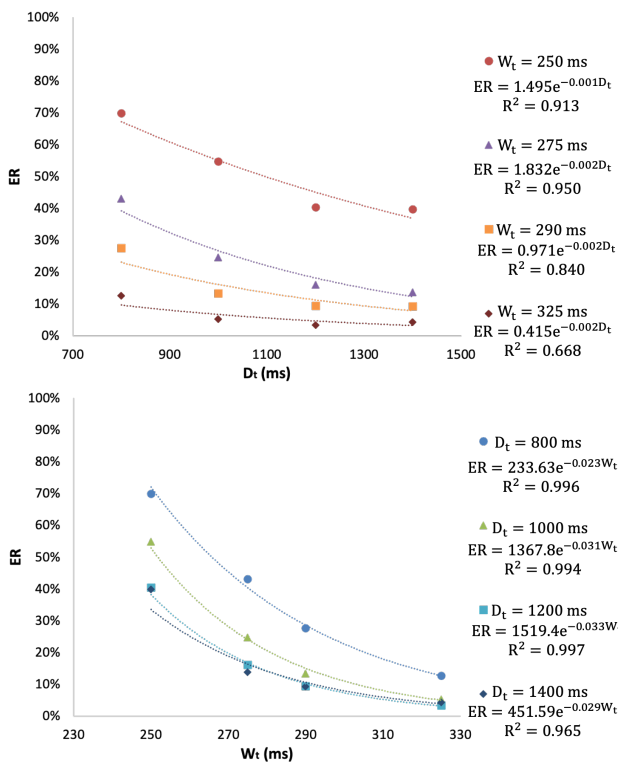 100%
90%
80%
70%
60%
50%
40%
30%
20%
10%
0%
ER
700
900
1100
1300
1500
Dt (ms)
Wt = 250 ms
ER = 1.495e^−0.001Dt
R² = 0.913
Wt = 275 ms
ER = 1.832e^−0.002Dt
R² = 0.950
Wt = 290 ms
ER = 0.971e^−0.002Dt
R² = 0.840
Wt = 325 ms
ER = 0.415e^−0.002Dt
R² = 0.668
100%
90%
80%
70%
60%
50%
40%
30%
20%
10%
0%
ER
230
250
270
290
310
330
Wt (ms)
Dt = 800 ms
ER = 233.63e^−0.023Wt
R² = 0.996
Dt = 1000 ms
ER = 1367.8e^−0.031Wt
R² = 0.994
Dt = 1200 ms
ER = 1519.4e^−0.033W
R² = 0.997
Dt = 1400 ms
ER = 451.59e^−0.029Wt
R² = 0.965